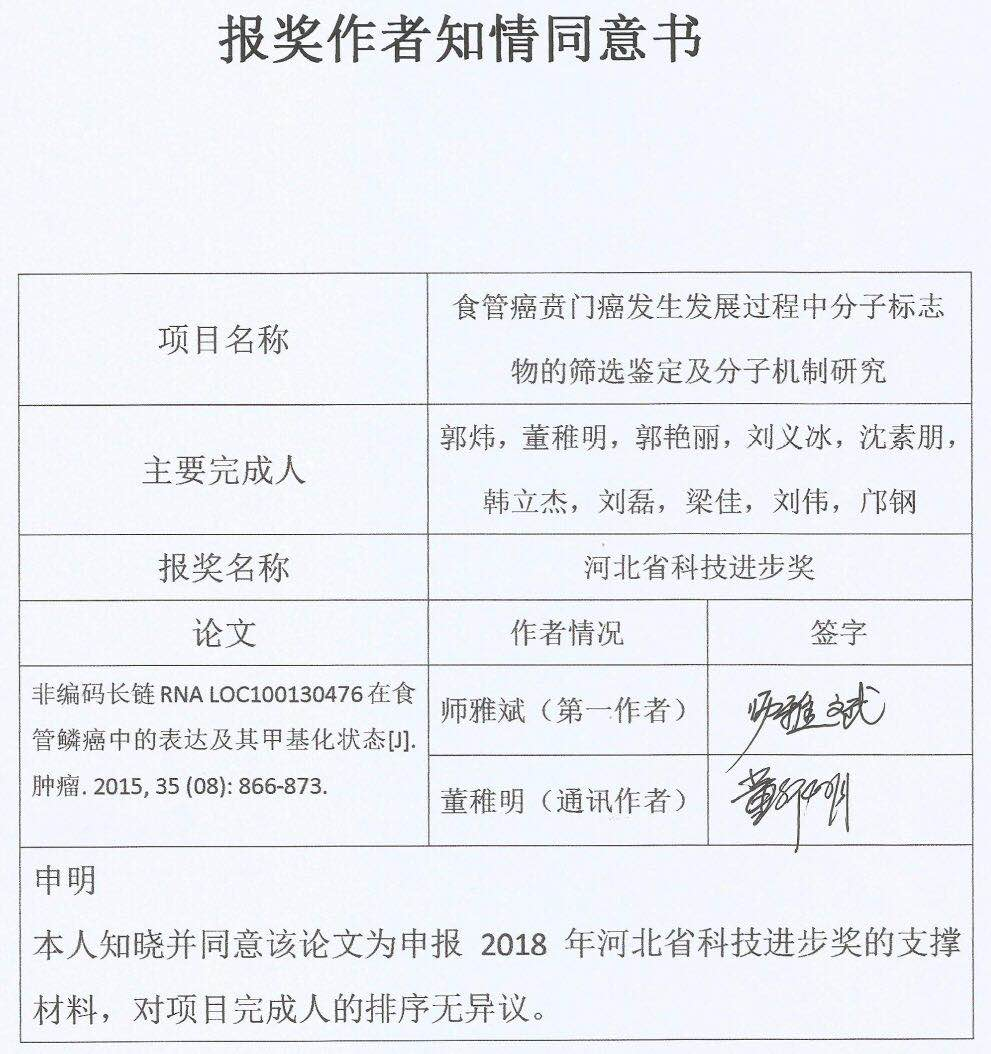 报奖作者知情同意书
项目名称
食管癌贲门癌发生发展过程中分子标志
物的筛选鉴定及分子机制研究
主要完成人
郭炜，董稚明，郭艳丽，刘义冰，沈素朋，
韩立杰，刘磊，梁佳，刘伟，邝钢
报奖名称
河北省科技进步奖
论文
作者情况
签字
非编码长链 RNA LOC100130476 在食
管鳞癌中的表达及其甲基化状态[J].
肿瘤. 2015, 35 (08): 866-873.
师雅斌（第一作者）
师雅斌
董稚明（通讯作者）
董稚明
申明
本人知晓并同意该论文为申报 2018 年河北省科技进步奖的支撑
材料，对项目完成人的排序无异议。